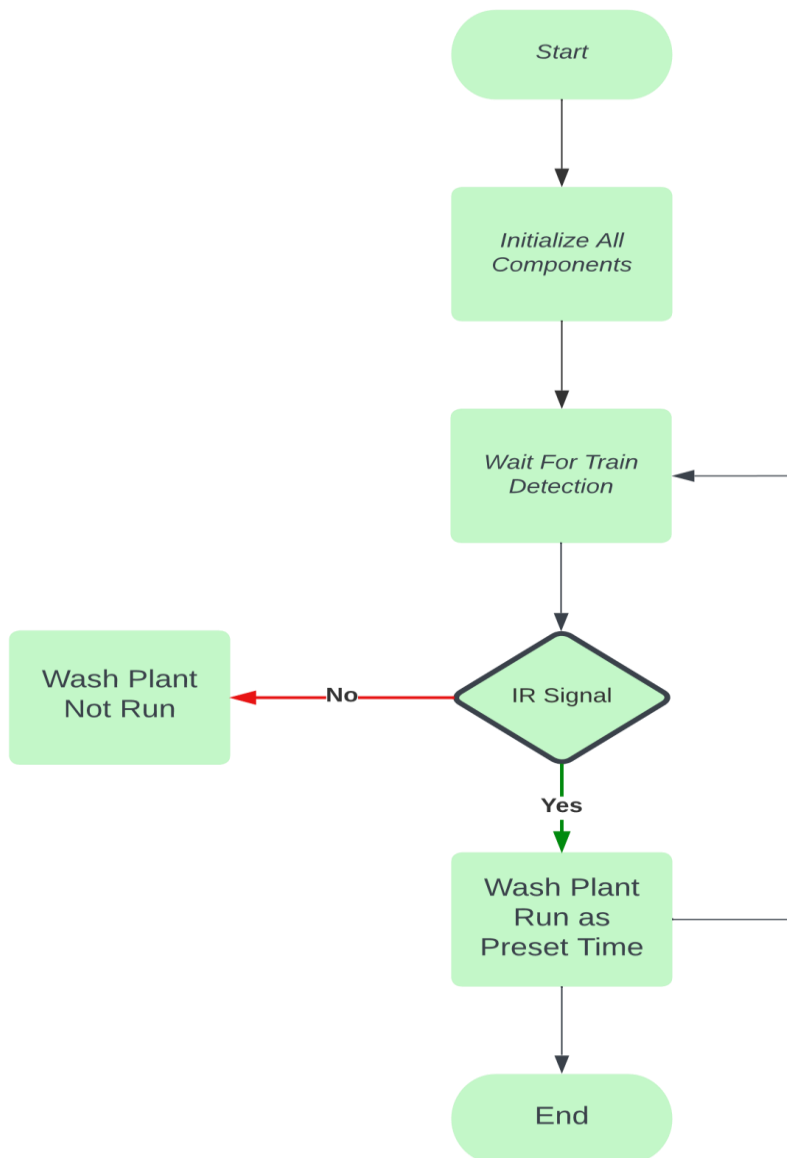 Start
Initialize All
Components
Wait For Train
Detection
IR Signal
No
Wash Plant
Not Run
Yes
Wash Plant
Run as
Preset Time
End